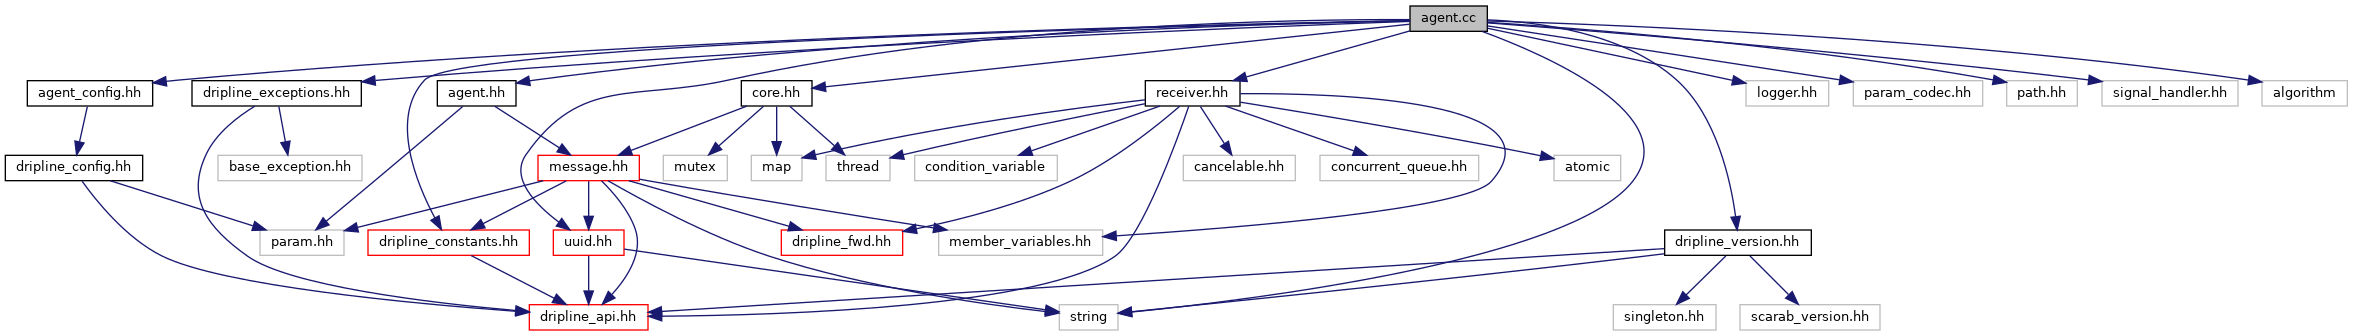 agent.cc
agent_config.hh
dripline_exceptions.hh
agent.hh
core.hh
receiver.hh
logger.hh
param_codec.hh
path.hh
signal_handler.hh
algorithm
dripline_config.hh
base_exception.hh
message.hh
mutex
map
thread
condition_variable
cancelable.hh
concurrent_queue.hh
atomic
param.hh
dripline_constants.hh
uuid.hh
dripline_fwd.hh
member_variables.hh
dripline_version.hh
dripline_api.hh
string
singleton.hh
scarab_version.hh